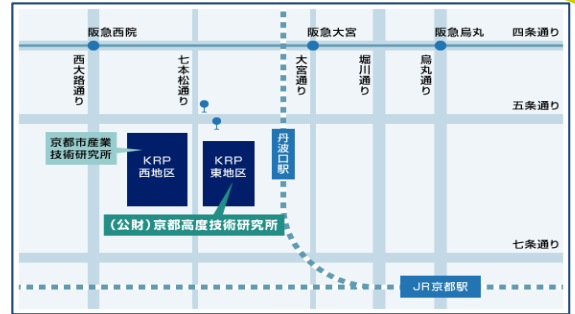 阪急西院
阪急大宮
阪急烏丸
四条通り
西大路通り
七本松通り
大宮通り
堀川通り
烏丸通り
五条通り
京都市産業
技術研究所
KRP
西地区
KRP
東地区
丹波口駅
(公財)京都高度技術研究所
七条通り
JR京都駅